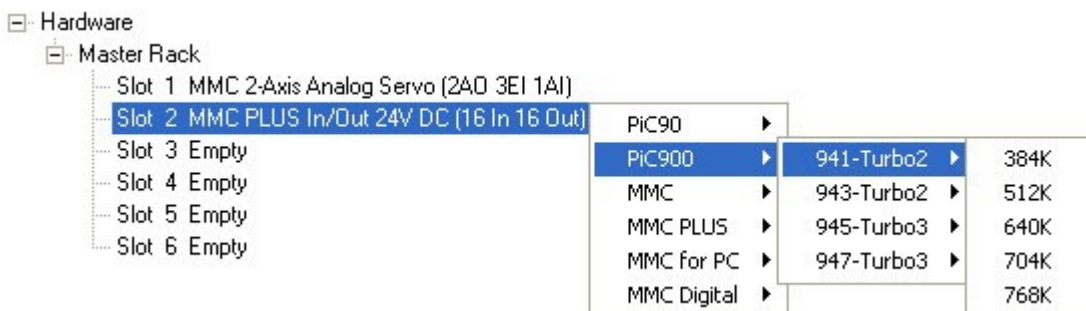 Hardware
Master Rack
Slot 1 MMC 2-Axis Analog Servo (2AO 3EI 1AI)
Slot 2 MMC PLUS In/Out 24V DC (16 In 16 Out)
Slot 3 Empty
Slot 4 Empty
Slot 5 Empty
Slot 6 Empty
PiC90
PiC900
MMC
MMC PLUS
MMC for PC
MMC Digital
941-Turbo2
943-Turbo2
945-Turbo3
947-Turbo3
384K
512K
640K
704K
768K